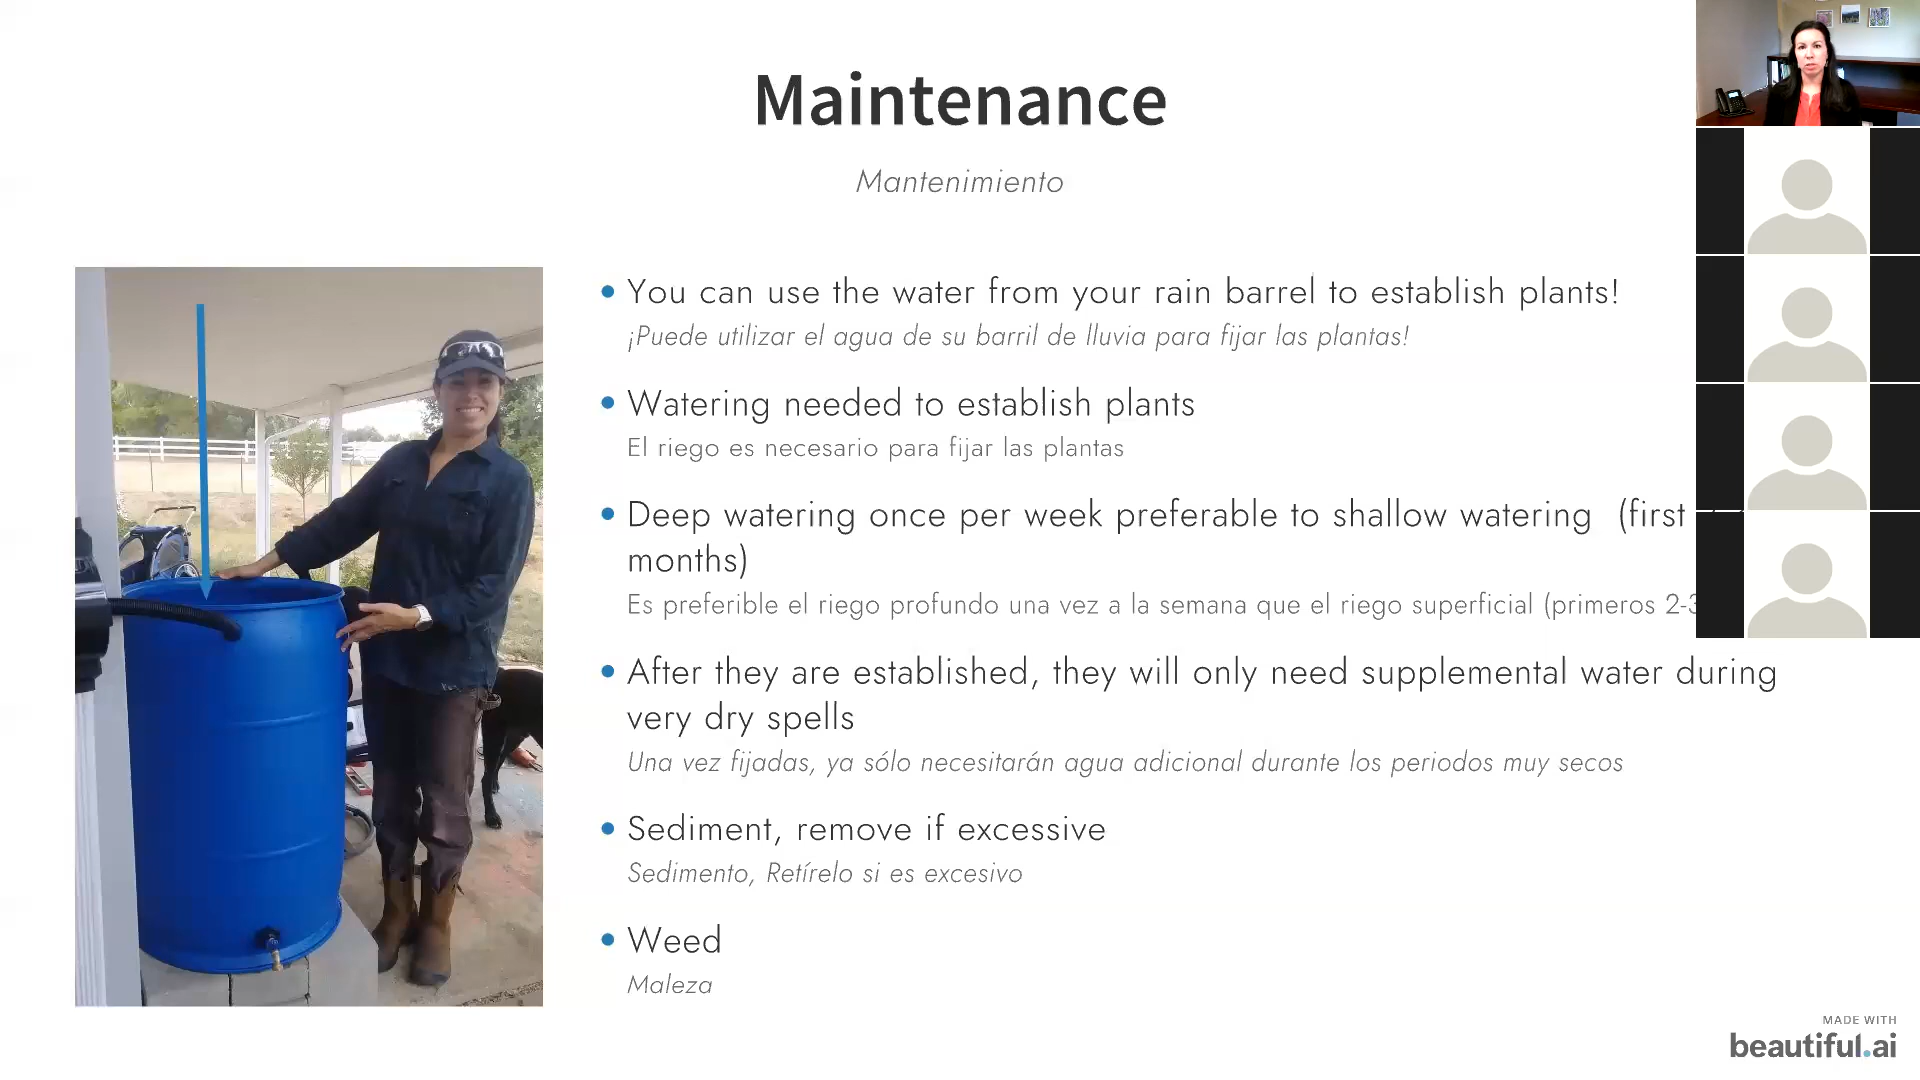 Maintenance
Mantenimiento
You can use the water from your rain barrel to establish plants!
¡Puede utilizar el agua de su barril de lluvia para fijar las plantas!
Watering needed to establish plants
El riego es necesario para fijar las plantas
Deep watering once per week preferable to shallow watering (first
months)
Es preferible el riego profundo una vez a la semana que el riego superficial (primeros 2-3
After they are established, they will only need supplemental water during
very dry spells
Una vez fijadas, ya sólo necesitarán agua adicional durante los periodos muy secos
Sediment, remove if excessive
Sedimento, Retírelo si es excesivo
Weed
Maleza
MADE WITH
beautiful.ai